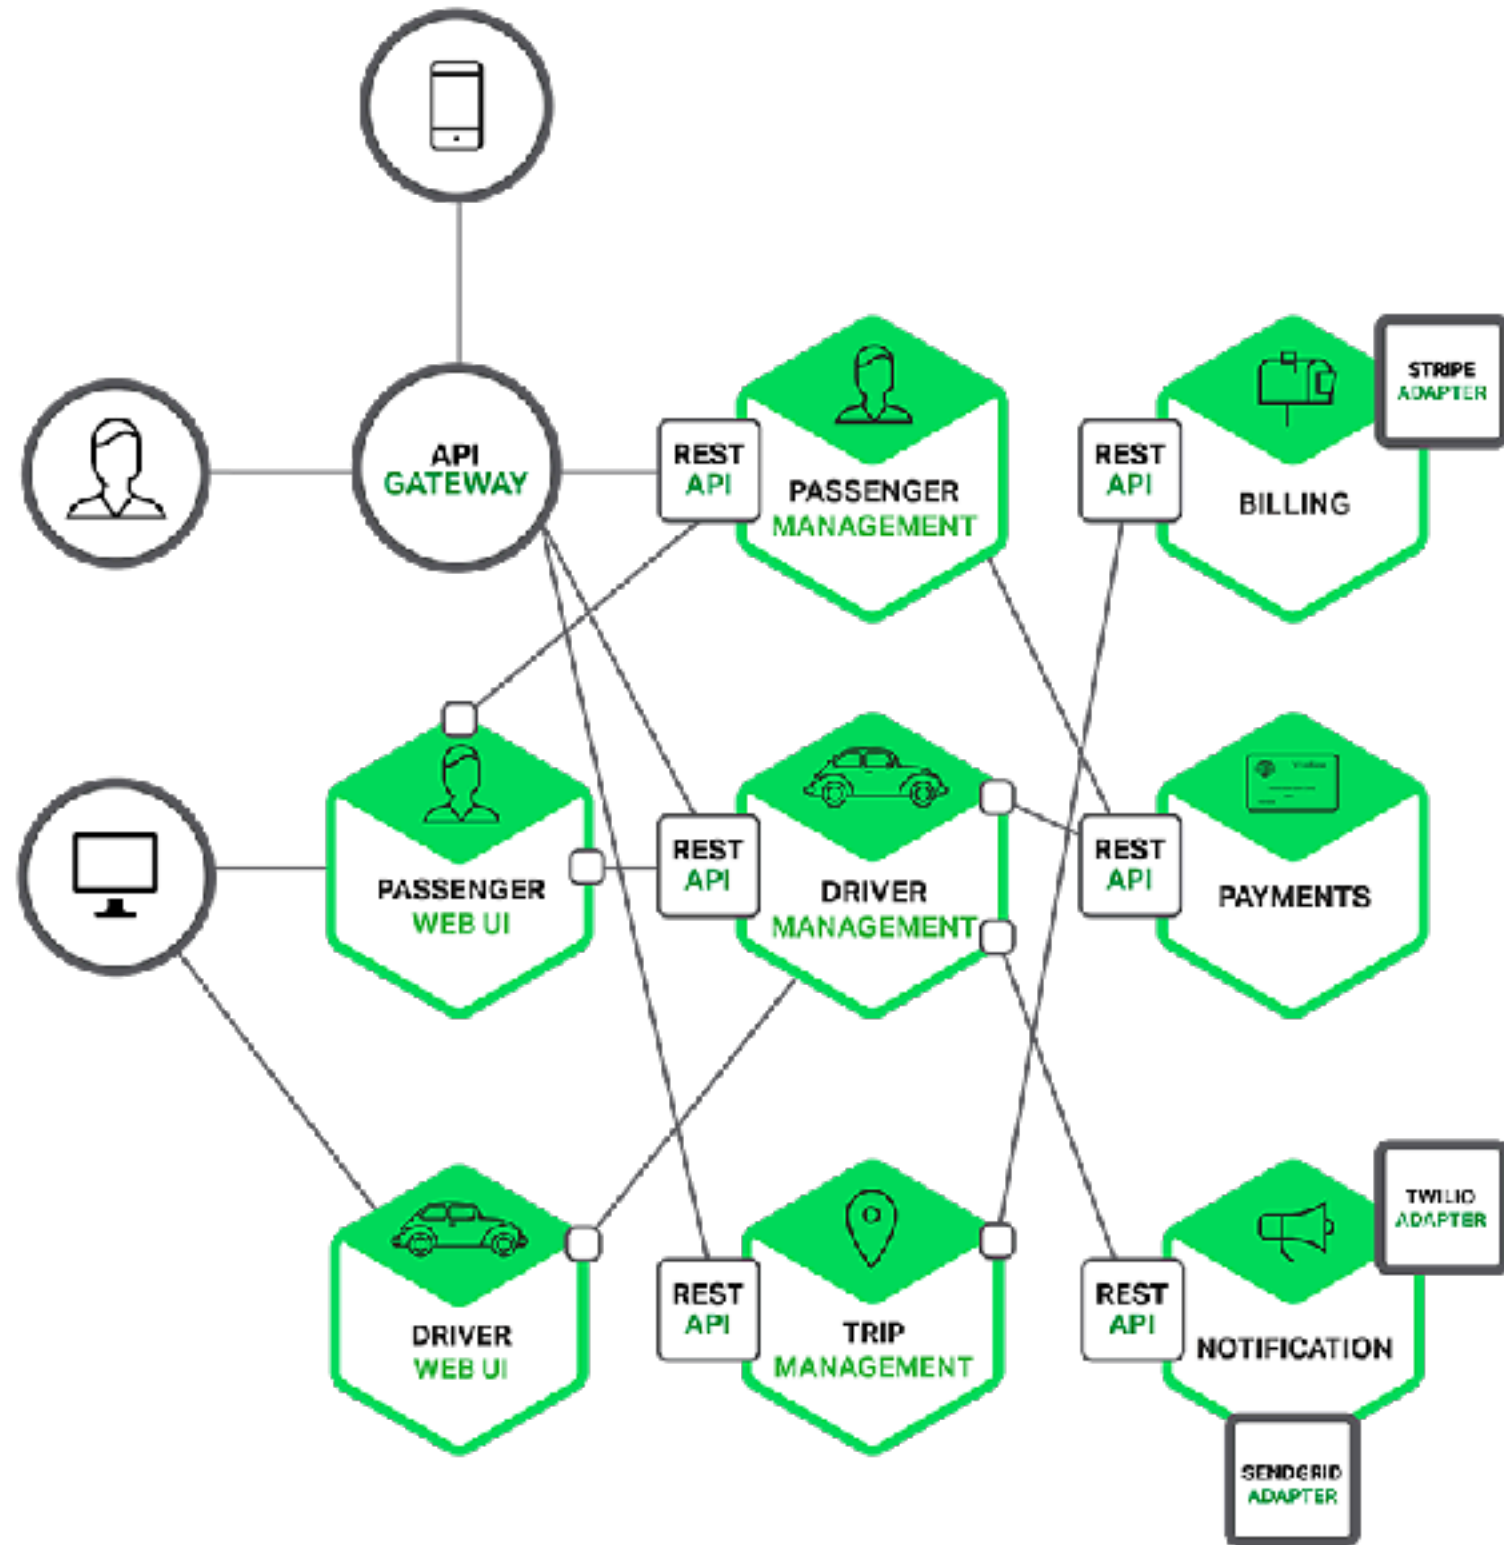 API
GATEWAY
REST
API
PASSENGER
MANAGEMENT
REST
API
BILLING
STRIPE
ADAPTER
PASSENGER
WEB UI
REST
API
DRIVER
MANAGEMENT
REST
API
PAYMENTS
DRIVER
WEB UI
REST
API
TRIP
MANAGEMENT
REST
API
NOTIFICATION
TWILIO
ADAPTER
SENDGRID
ADAPTER